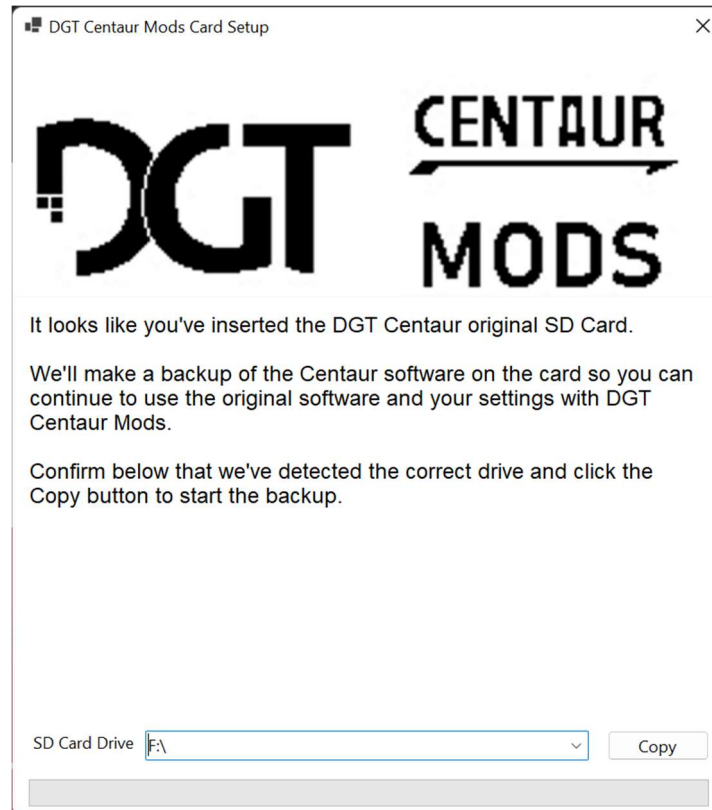 DGT Centaur Mods Card Setup
DGT
CENTAUR
MODS
It looks like you've inserted the DGT Centaur original SD Card.
We'll make a backup of the Centaur software on the card so you can
continue to use the original software and your settings with DGT
Centaur Mods.
Confirm below that we've detected the correct drive and click the
Copy button to start the backup.
SD Card Drive F:\ Copy